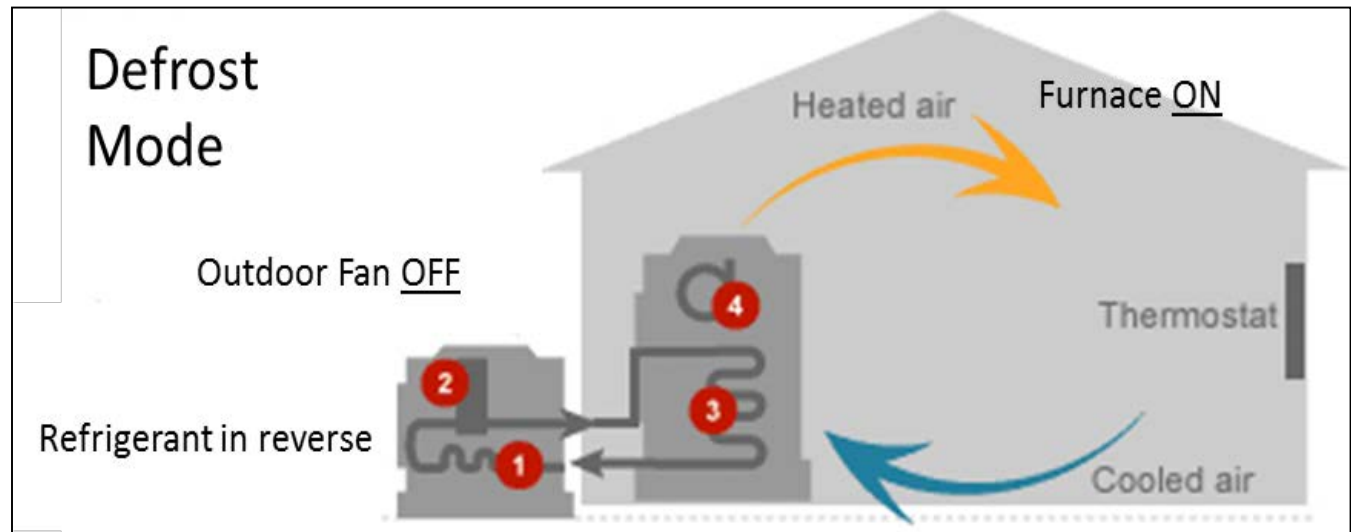 Defrost
Mode
Heated air
Furnace ON
Outdoor Fan OFF
4
Thermostat
2
3
Refrigerant in reverse
1
Cooled air